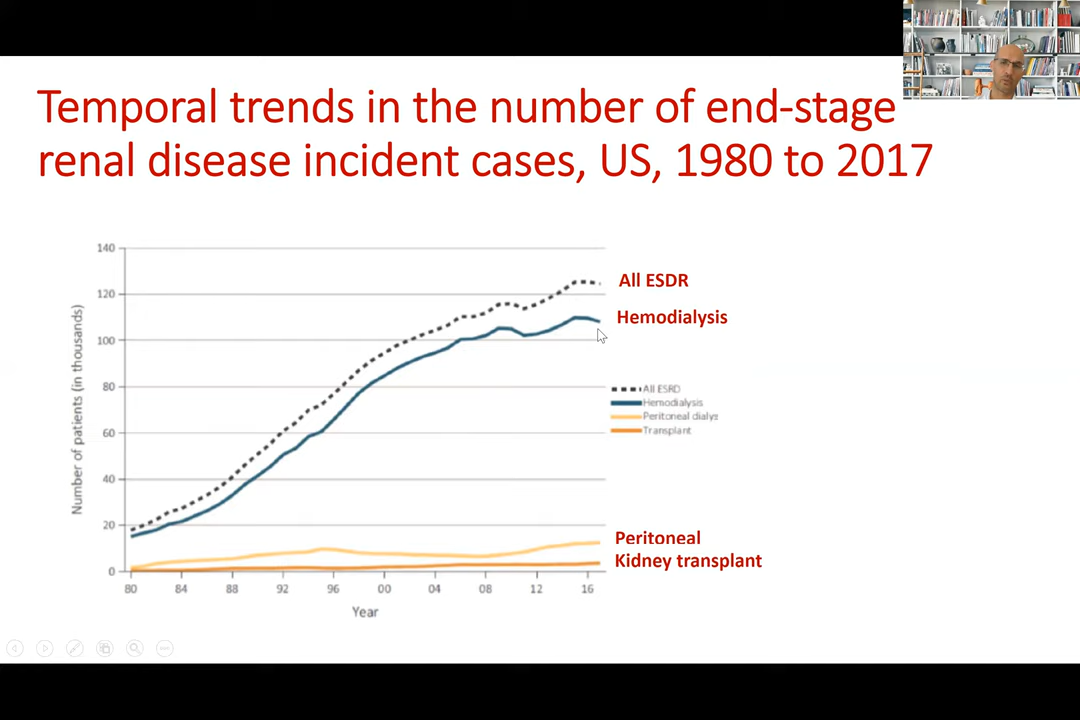 Temporal trends in the number of end-stage
renal disease incident cases, US, 1980 to 2017
Number of patients (in thousands)
140
120
100
80
60
40
20
0
80 84 88 92 96 00 04 08 12 16
Year
All ESDR
Hemodialysis
All ESRD
Hemodialysis
Peritoneal dialys
Transplant
Peritoneal
Kidney transplant